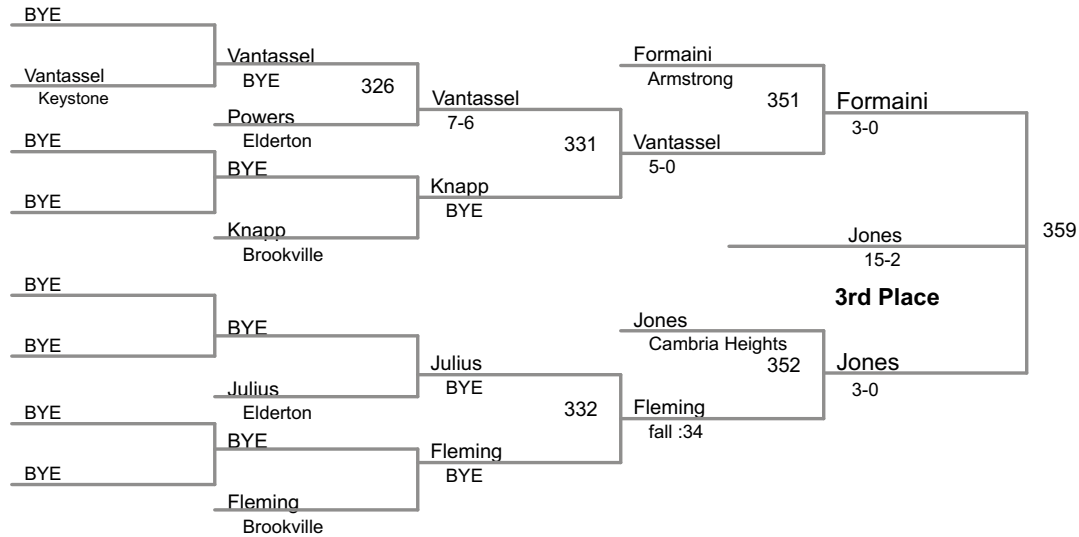 BYE
Vantassel
Keystone
BYE
BYE
BYE
BYE
BYE
BYE
Vantassel
BYE
326
Powers
Elderton
BYE
Knapp
Brookville
BYE
Julius
Elderton
BYE
Fleming
Brookville
Vantassel
7-6
331
Knapp
BYE
Julius
BYE
332
Fleming
BYE
Formaini
Armstrong
351
Vantassel
5-0
Jones
Cambria Heights
352
Fleming
fall :34
Formaini
3-0
Jones
15-2
359
3rd Place
Jones
3-0